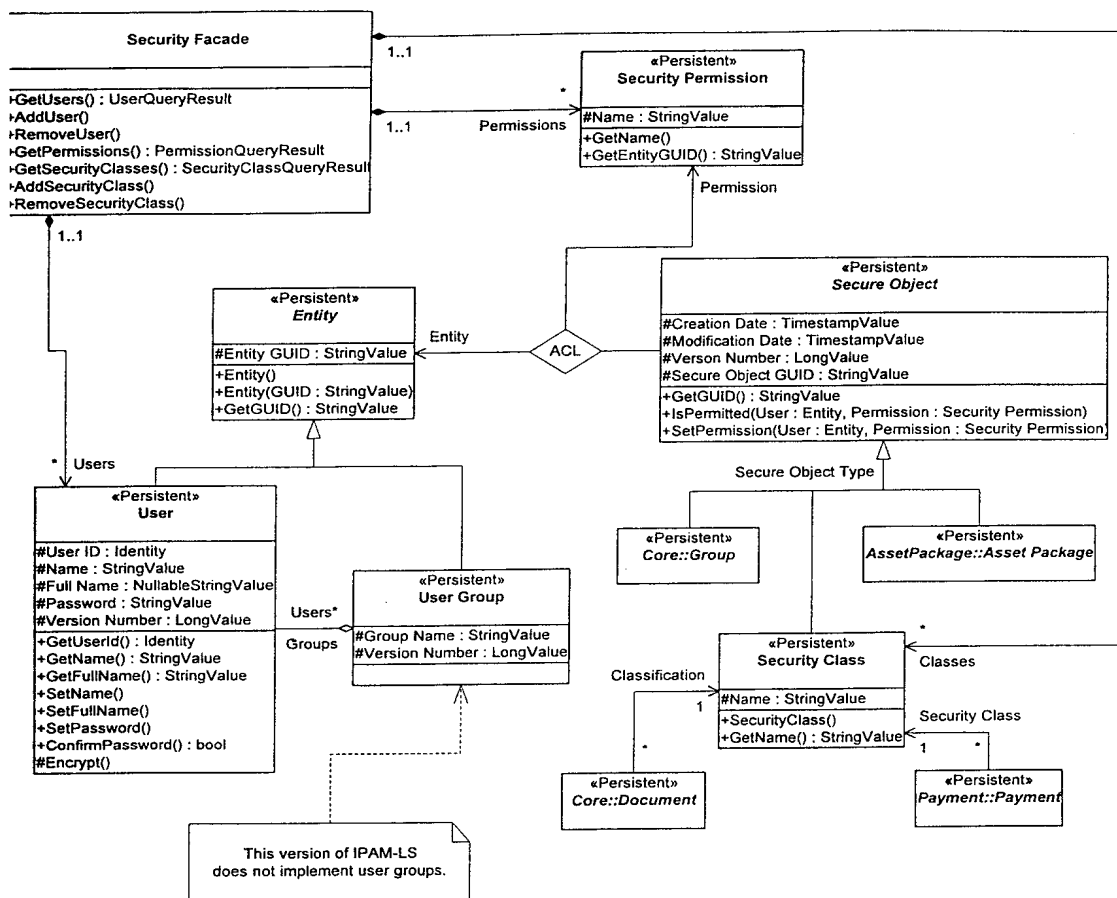 Security Facade
+GetUsers() : UserQueryResult
+AddUser()
+RemoveUser()
+GetPermissions() : PermissionQueryResult
+GetSecurityClasses() : SecurityClassQueryResult
+AddSecurityClass()
+RemoveSecurityClass()
1..1
1..1
1..1
*
Permissions
«Persistent»
Security Permission
#Name : StringValue
+GetName()
+GetEntityGUID() : StringValue
Permission
«Persistent»
Entity
#Entity GUID : StringValue
+Entity()
+Entity(GUID : StringValue)
+GetGUID() : StringValue
Entity
ACL
«Persistent»
Secure Object
#Creation Date : TimestampValue
#Modification Date : TimestampValue
#Verson Number : LongValue
#Secure Object GUID : StringValue
+GetGUID() : StringValue
+IsPermitted(User : Entity, Permission : Security Permission)
+SetPermission(User : Entity, Permission : Security Permission)
Secure Object Type
* Users
«Persistent»
User
#User ID : Identity
#Name : StringValue
#Full Name : NullableStringValue
#Password : StringValue
#Version Number : LongValue
+GetUserId() : Identity
+GetName() : StringValue
+GetFullName() : StringValue
+SetName()
+SetFullName()
+SetPassword()
+ConfirmPassword() : bool
#Encrypt()
Users*
Groups
«Persistent»
User Group
#Group Name : StringValue
#Version Number : LongValue
«Persistent»
Core::Group
«Persistent»
AssetPackage::Asset Package
«Persistent»
Security Class
#Name : StringValue
+SecurityClass()
+GetName() : StringValue
*
Classes
Classification
1
*
Security Class
1
*
«Persistent»
Core::Document
«Persistent»
Payment::Payment
This version of IPAM-LS
does not implement user groups.